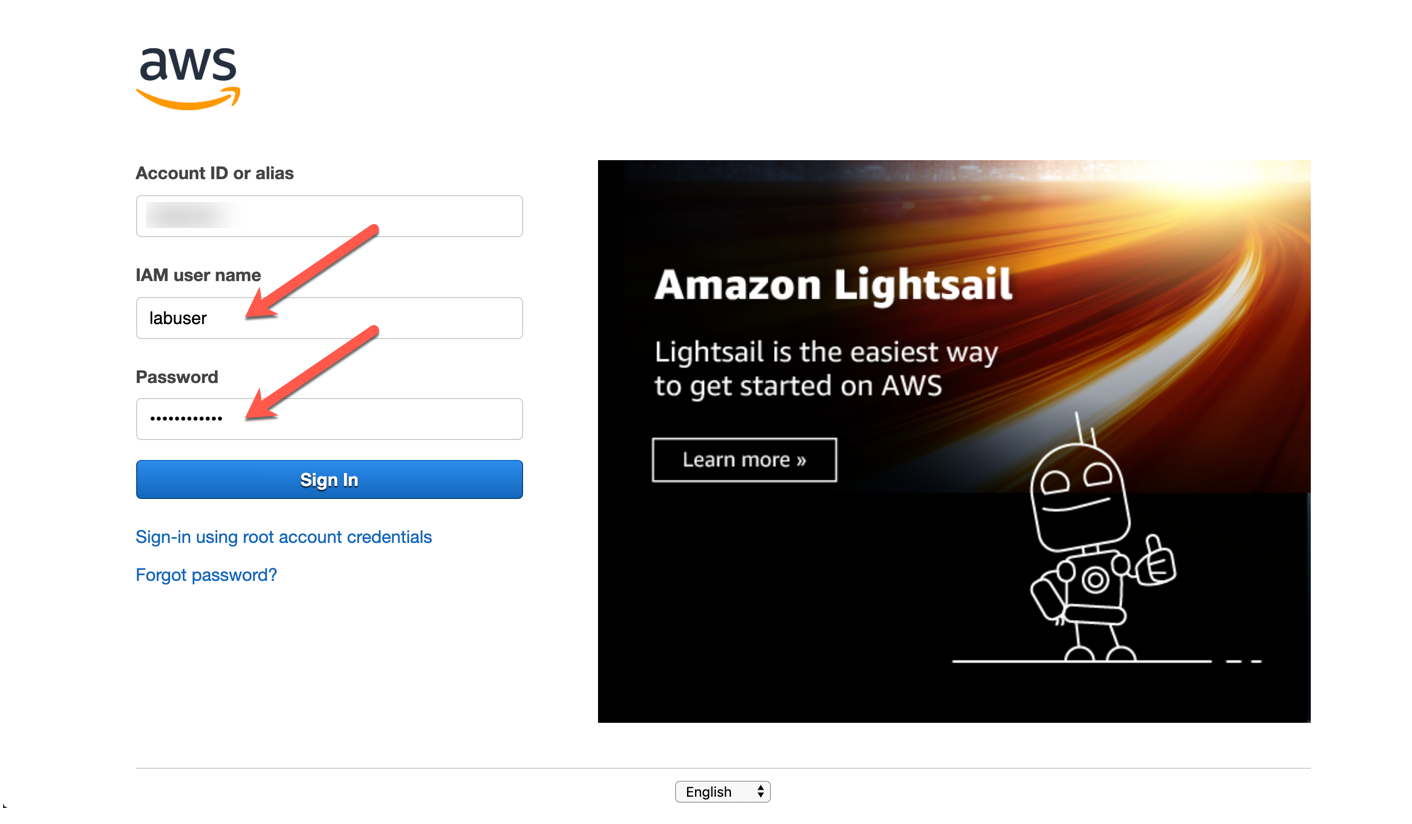 aws
Account ID or alias
IAM user name
labuser
Password
••••••••••••
Sign In
Sign-in using root account credentials
Forgot password?
Amazon Lightsail
Lightsail is the easiest way
to get started on AWS
Learn more »
English